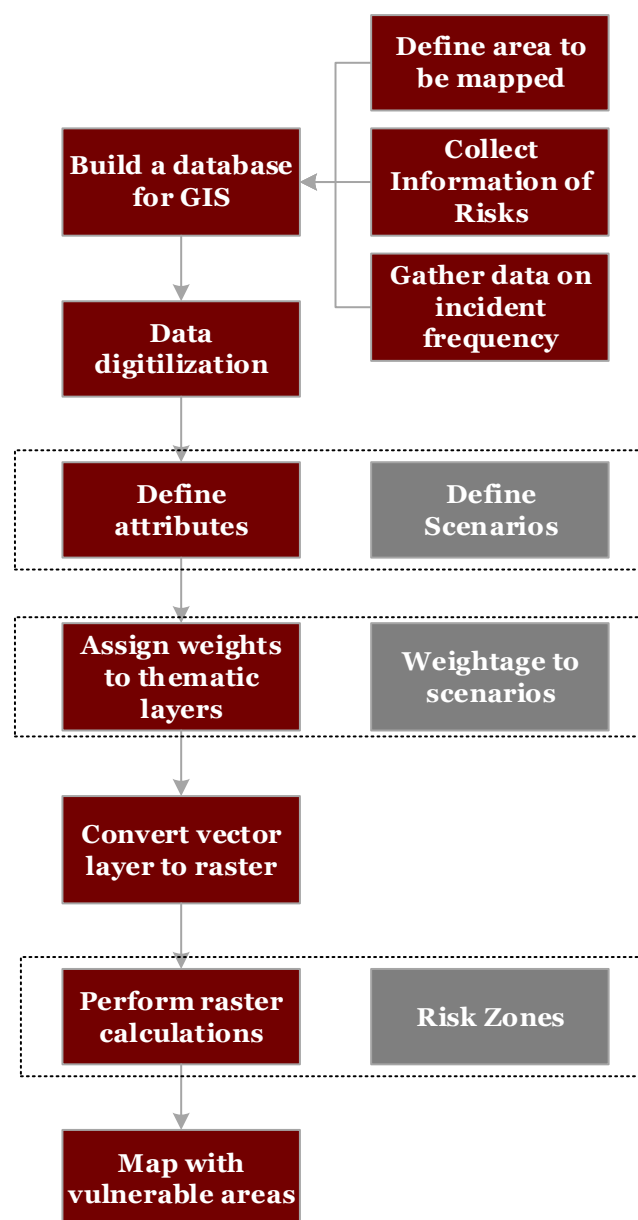 Define area to
be mapped
Build a database
for GIS
Collect
Information of
Risks
Gather data on
incident
frequency
Data
digitilization
Define
attributes
Define
Scenarios
Assign weights
to thematic
layers
Weightage to
scenarios
Convert vector
layer to raster
Perform raster
calculations
Risk Zones
Map with
vulnerable areas